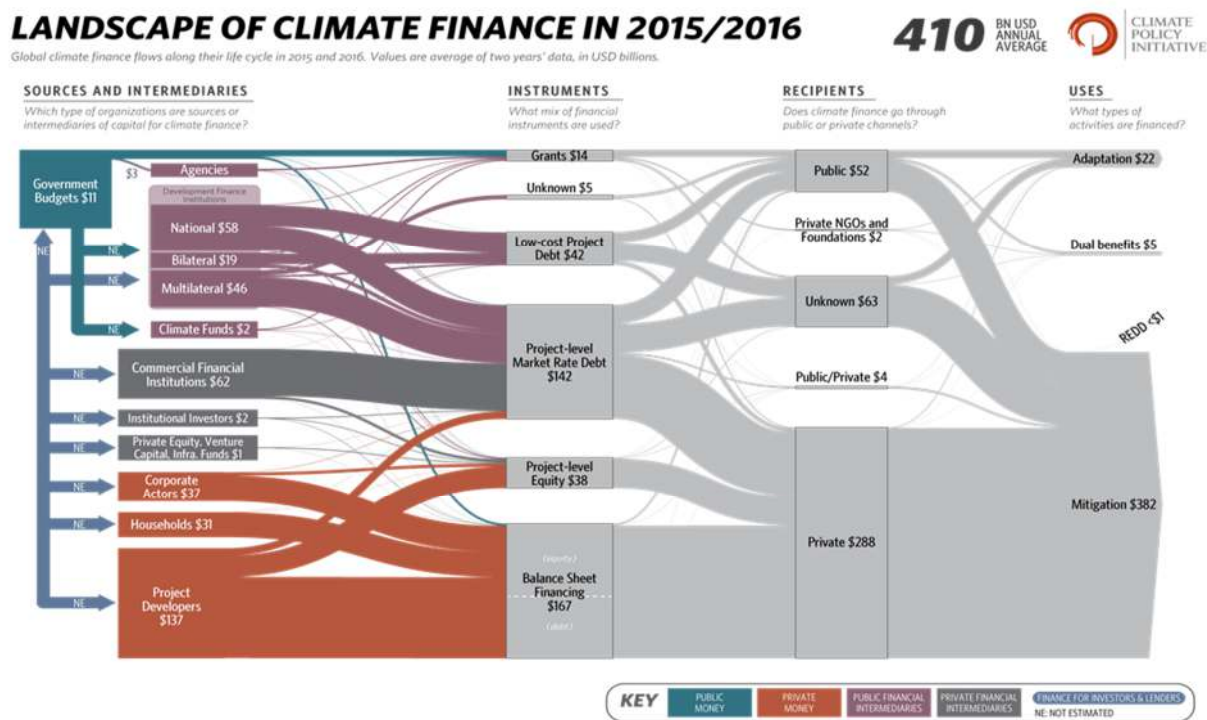 LANDSCAPE OF CLIMATE FINANCE IN 2015/2016
Global climate finance flows along their life cycle in 2015 and 2016. Values are average of two years' data, in USD billions.
410
BN USD
ANNUAL
AVERAGE
CLIMATE
POLICY
INITIATIVE
SOURCES AND INTERMEDIARIES
Which type of organizations are sources or
intermediaries of capital for climate finance?
INSTRUMENTS
What mix of financial
instruments are used?
RECIPIENTS
Does climate finance go through
public or private channels?
USES
What types of
activities are financed?
Government
Budgets $11
$3
Agencies
Development Finance
Institutions
National $58
NE
NE
Bilateral $19
NE
Multilateral $46
NE
Climate Funds $2
NE
Commercial Financial
Institutions $62
NE
Institutional Investors $2
NE
Private Equity, Venture
Capital, Infra. Funds $1
NE
Corporate
Actors $37
NE
Households $31
NE
Project
Developers
$137
Grants $14
Unknown $5
Low-cost Project
Debt $42
Project-level
Market Rate Debt
$142
Project-level
Equity $38
(equity)
Balance Sheet
Financing
$167
(debt)
Public $52
Private NGOs and
Foundations $2
Unknown $63
Public/Private $4
Private $288
Adaptation $22
Dual benefits $5
REDD <$1
Mitigation $382
KEY
PUBLIC
MONEY
PRIVATE
MONEY
PUBLIC FINANCIAL
INTERMEDIARIES
PRIVATE FINANCIAL
INTERMEDIARIES
FINANCE FOR INVESTORS & LENDERS
NE: NOT ESTIMATED